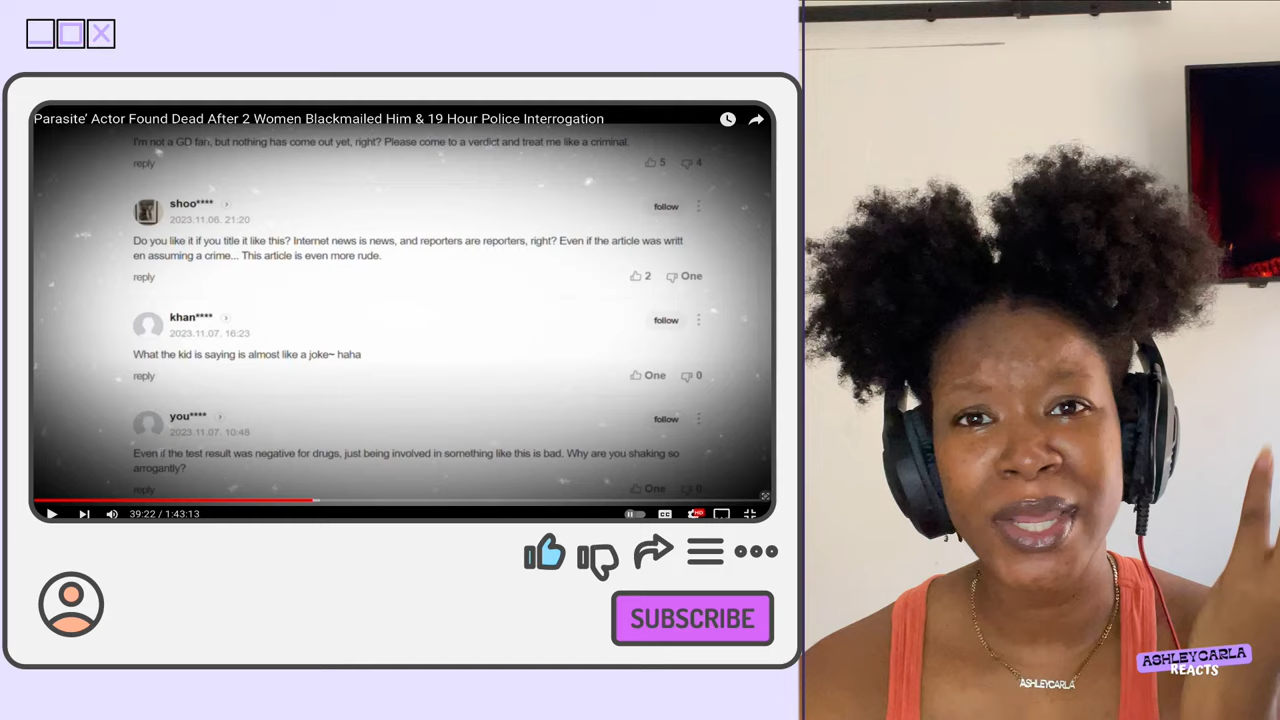 Parasite’ Actor Found Dead After 2 Women Blackmailed Him & 19 Hour Police Interrogation
I'm not a GD fan, but nothing has come out yet, right? Please come to a verdict and treat me like a criminal.
reply
5 4
shoo****
follow
2023.11.06. 21:20
Do you like it if you title it like this? Internet news is news, and reporters are reporters, right? Even if the article was writt
en assuming a crime... This article is even more rude.
reply
2 One
khan****
follow
2023.11.07. 16:23
What the kid is saying is almost like a joke~ haha
reply
One 0
you****
follow
2023.11.07. 10:48
Even if the test result was negative for drugs, just being involved in something like this is bad. Why are you shaking so
arrogantly?
reply
One 0
39:22 / 1:43:13
CC
HD
SUBSCRIBE
ASHLEYCARLA
ASHLEYCARLA
REACTS